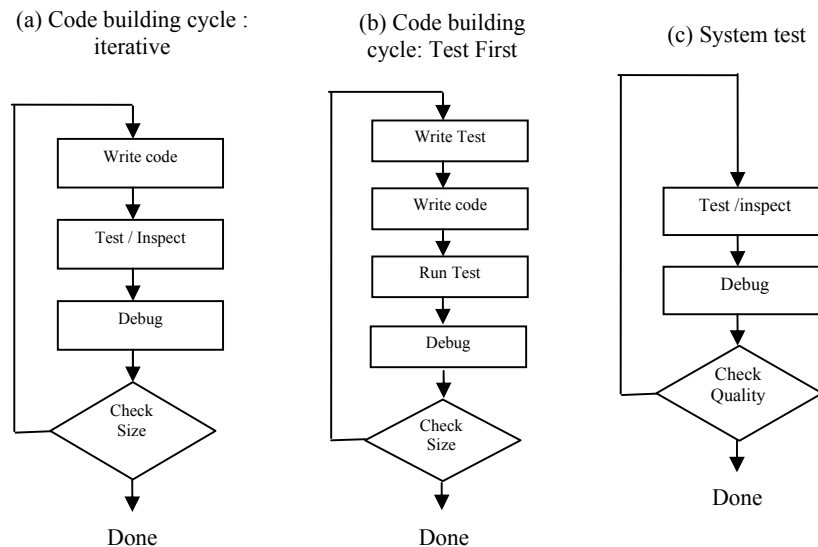 (a) Code building cycle :
iterative
Write code
Test / Inspect
Debug
Check
Size
Done
(b) Code building
cycle: Test First
Write Test
Write code
Run Test
Debug
Check
Size
Done
(c) System test
Test /inspect
Debug
Check
Quality
Done